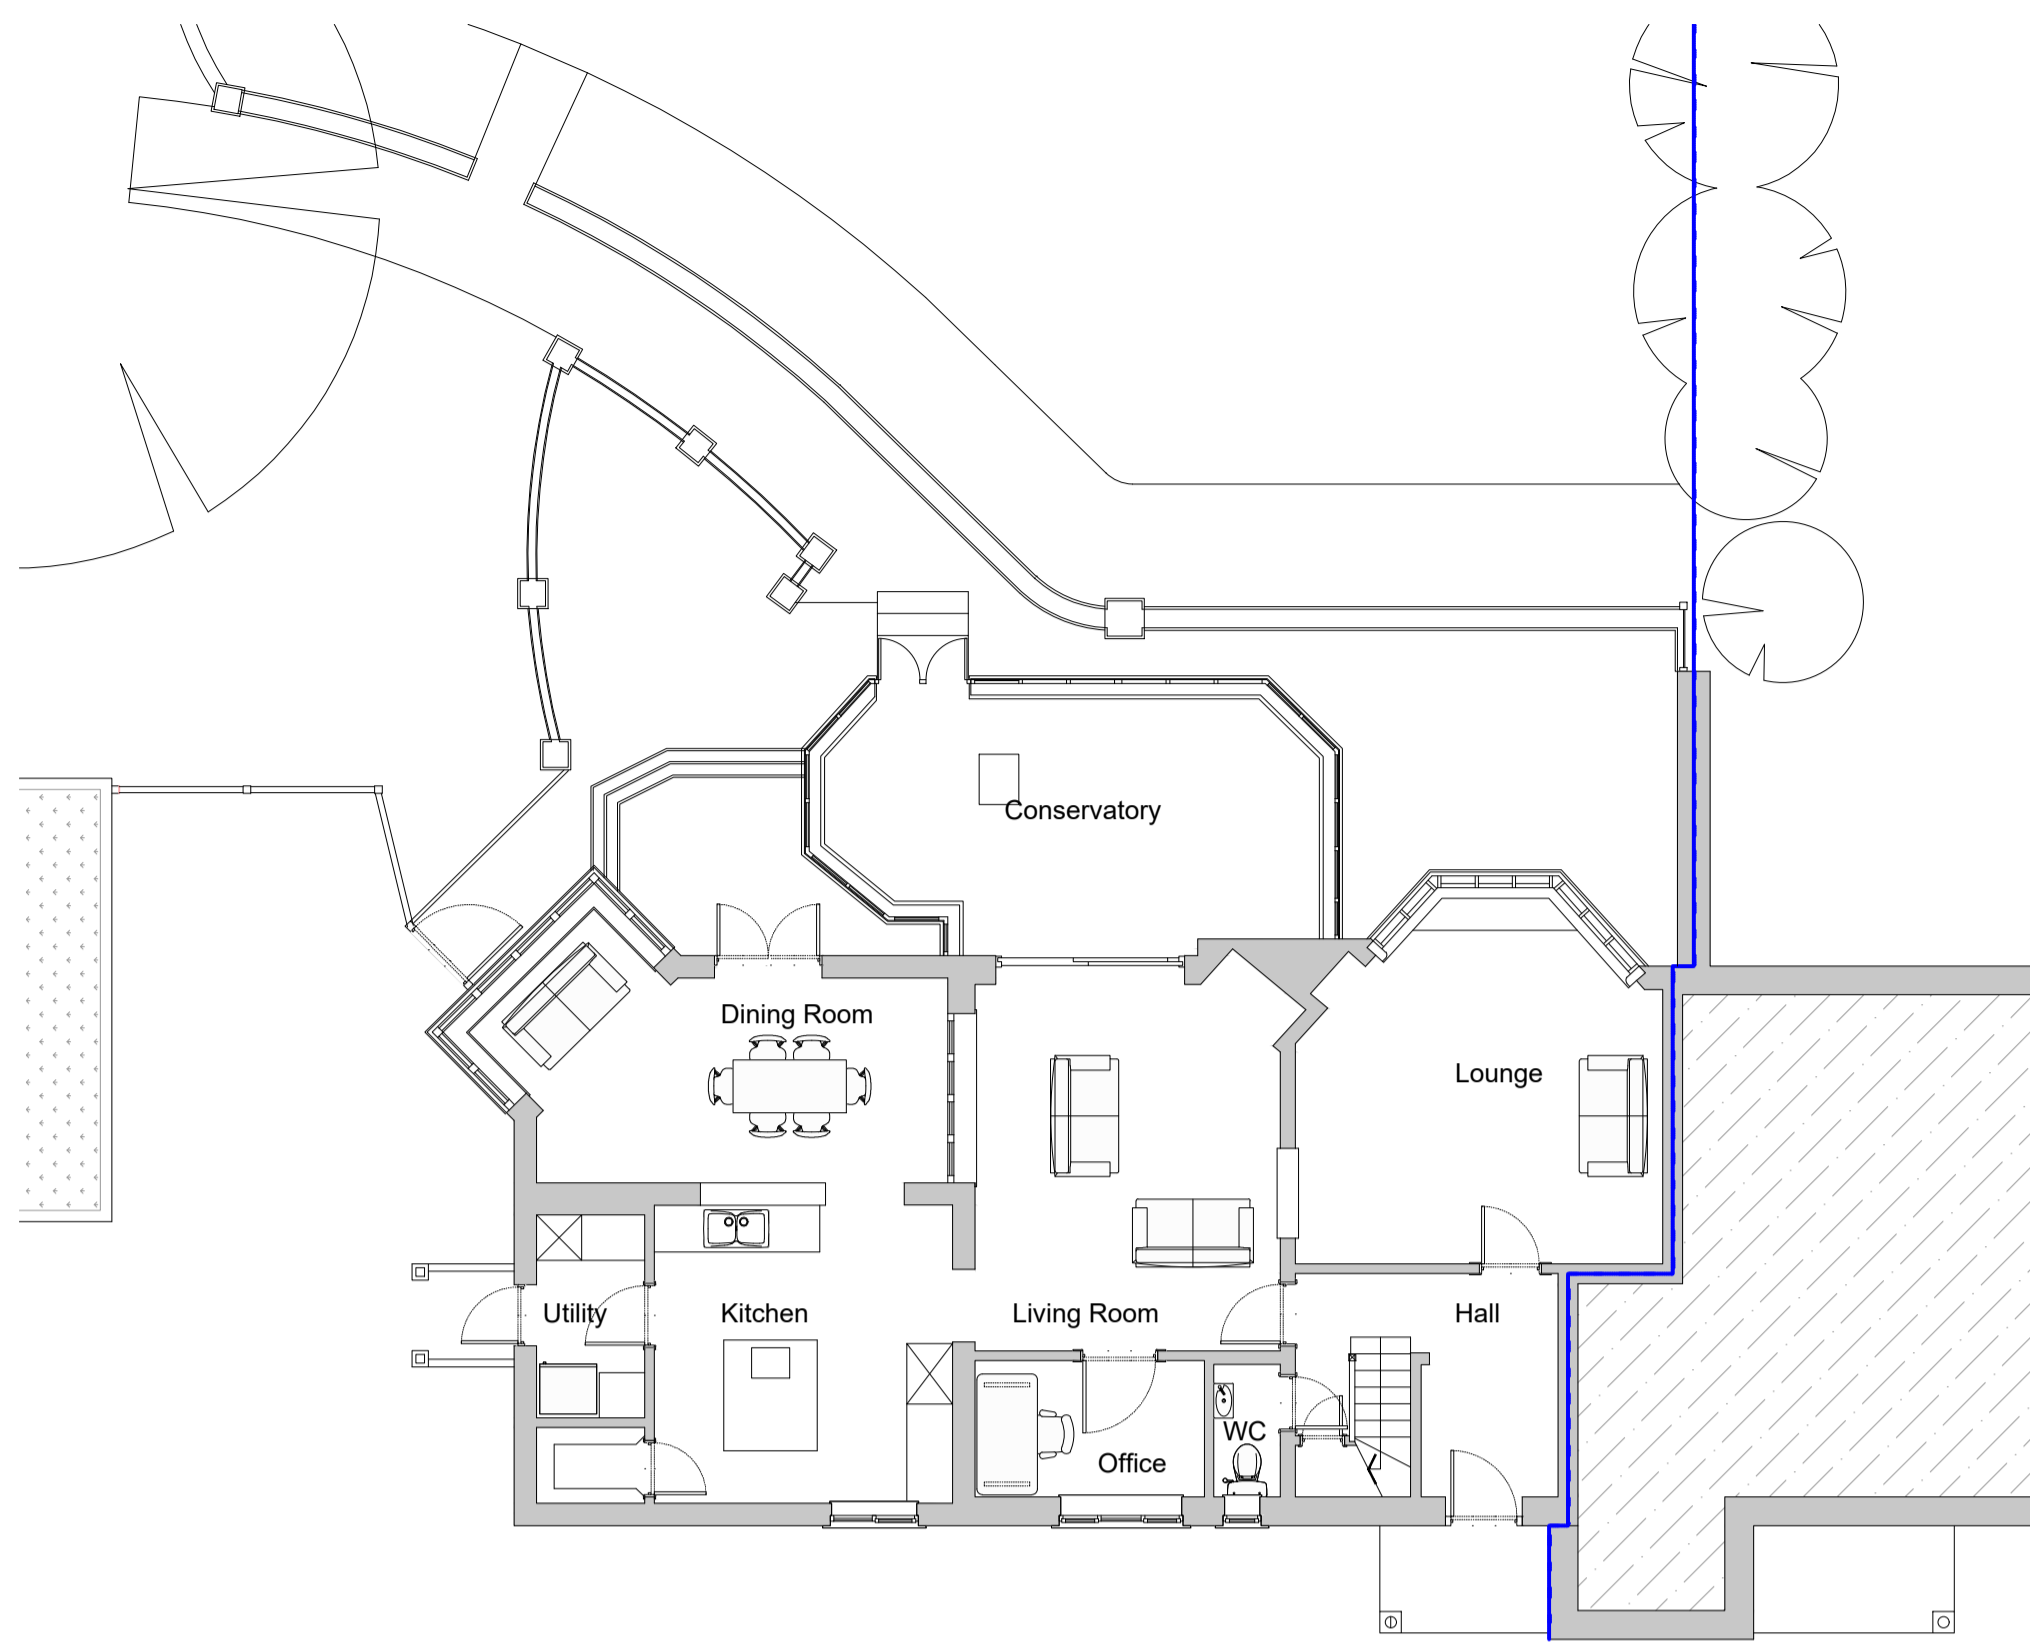 Conservatory
Dining Room
Lounge
Utility
Kitchen
Living Room
Hall
WC
Office